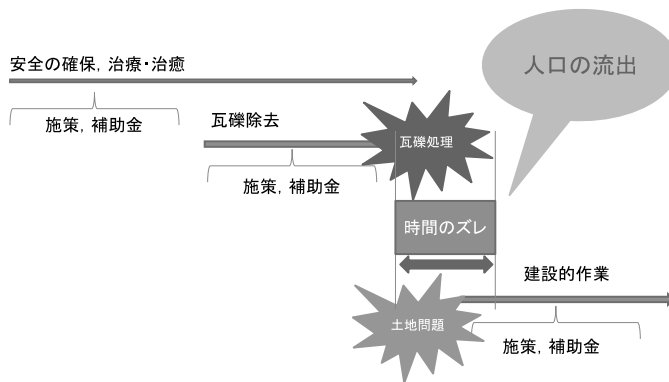 安全の確保, 治療・治癒
人口の流出
施策, 補助金
瓦礫除去
瓦礫処理
施策, 補助金
時間のズレ
建設的作業
土地問題
施策, 補助金